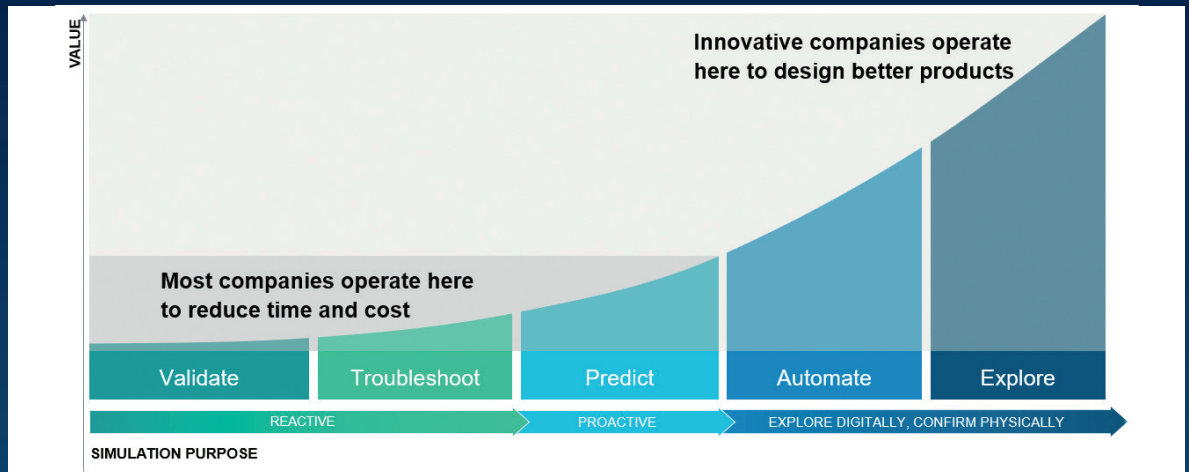 VALUE
Innovative companies operate
here to design better products
Most companies operate here
to reduce time and cost
Validate
Troubleshoot
Predict
Automate
Explore
REACTIVE
PROACTIVE
EXPLORE DIGITALLY, CONFIRM PHYSICALLY
SIMULATION PURPOSE